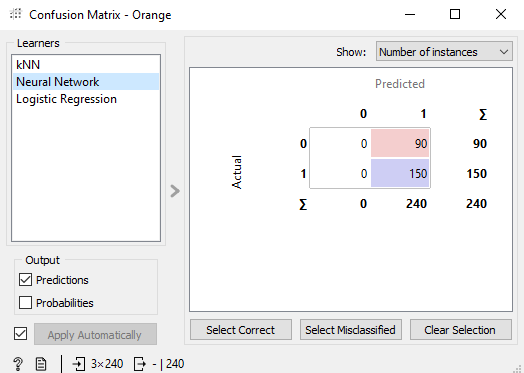 Confusion Matrix - Orange
Learners
kNN
Neural Network
Logistic Regression
Output
Predictions
Probabilities
Apply Automatically
Show: Number of instances
Predicted
0 1 Σ
Actual
0 0 90 90
1 0 150 150
Σ 0 240 240
Select Correct Select Misclassified Clear Selection
? 3×240 - | 240